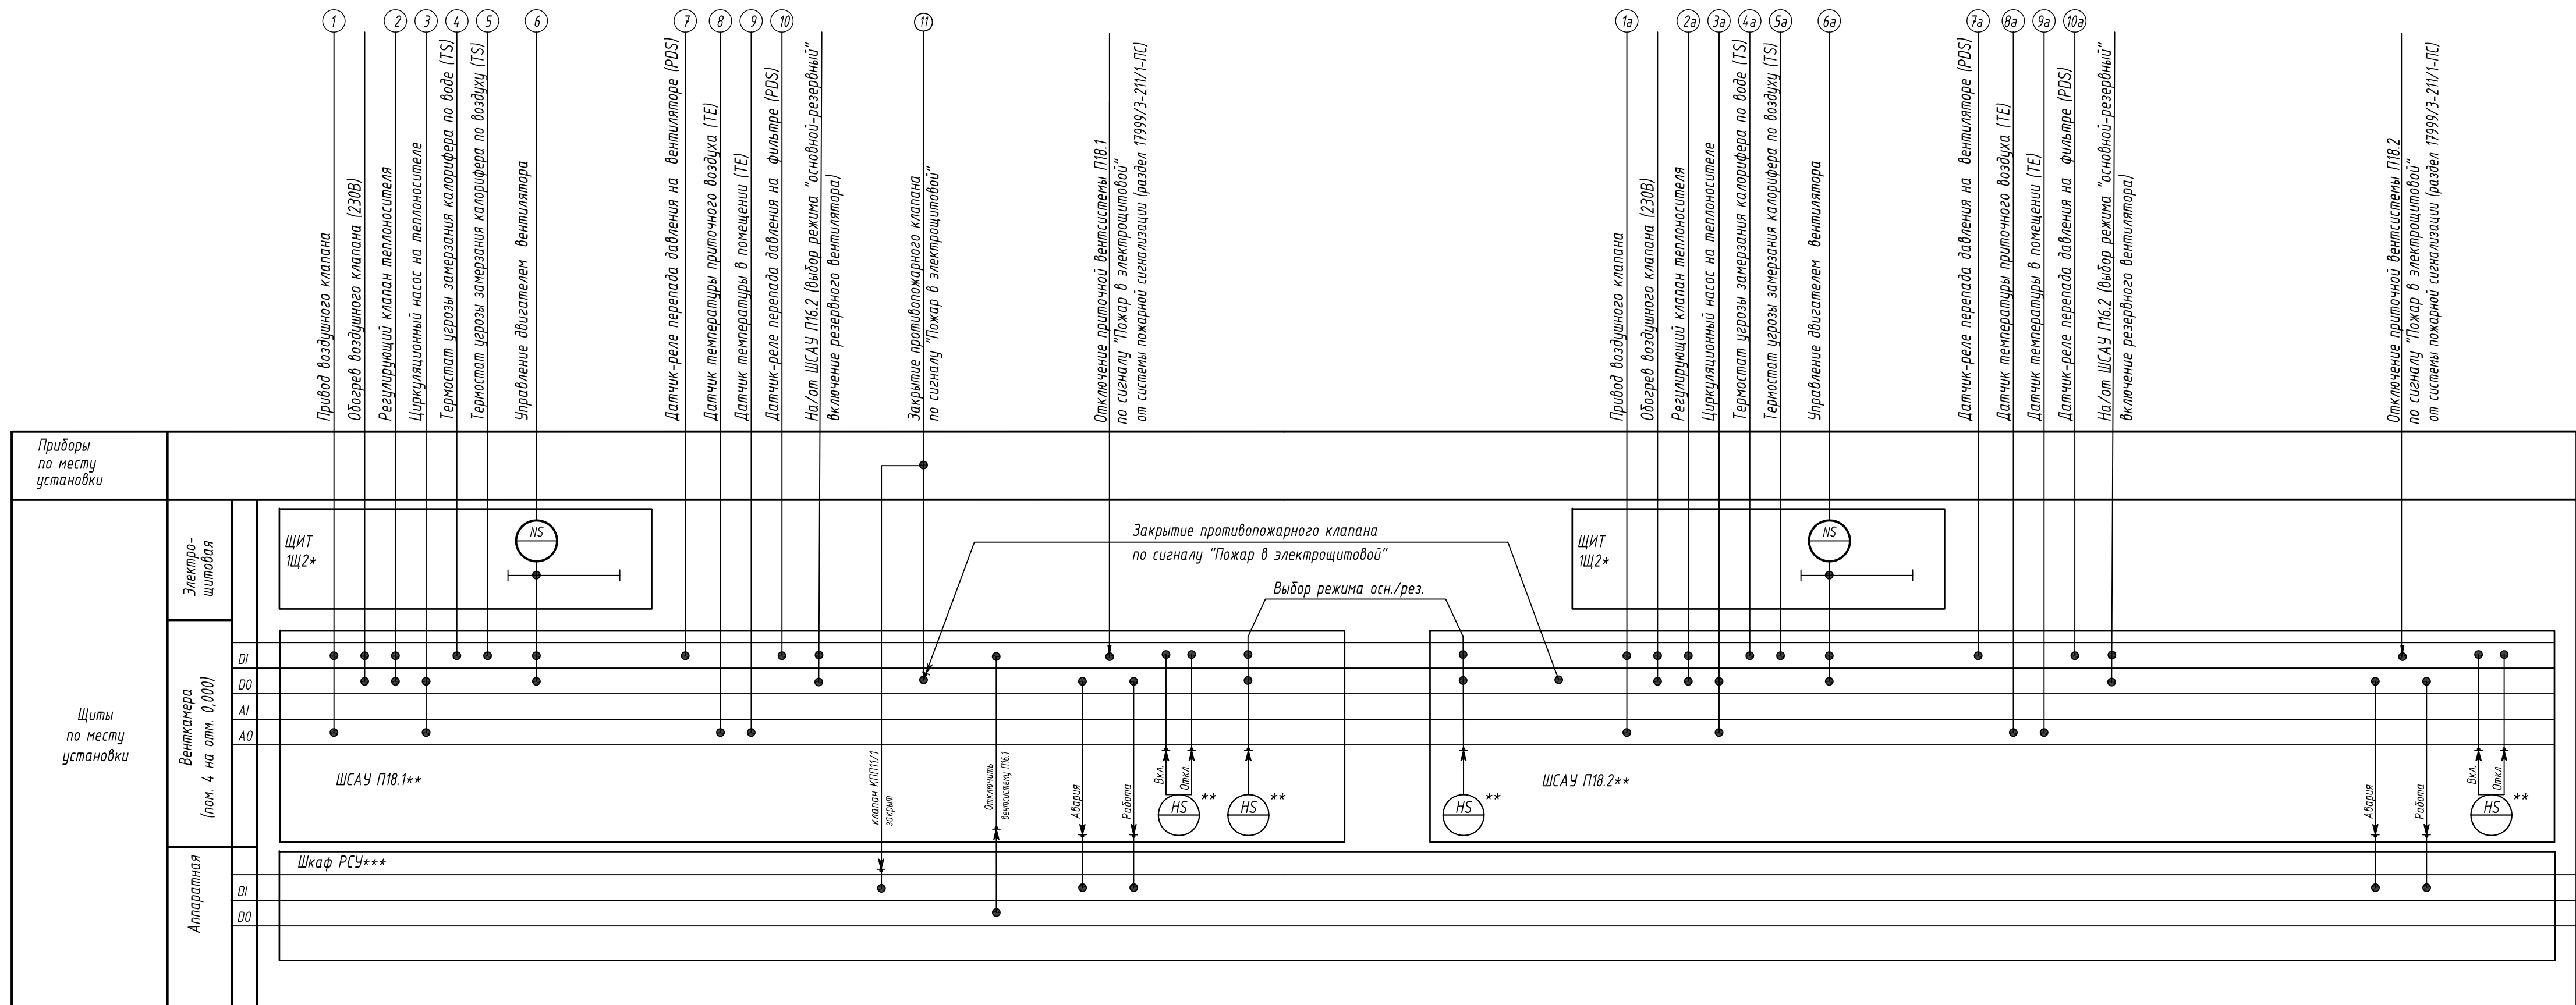 1
2
3
4
5
6
7
8
9
10
11
1а
2а
3а
4а
5а
6а
7а
8а
9а
10а
Привод воздушного клапана
Обогрев воздушного клапана (230В)
Регулирующий клапан теплоносителя
Циркуляционный насос на теплоносителе
Термостат угрозы замерзания калорифера по воде (TS)
Термостат угрозы замерзания калорифера по воздуху (TS)
Управление двигателем вентилятора
Датчик-реле перепада давления на вентиляторе (PDS)
Датчик температуры приточного воздуха (TE)
Датчик температуры в помещении (TE)
Датчик-реле перепада давления на фильтре (PDS)
На/от ШСАУ П16.2 (выбор режима "основной-резервный"
включение резервного вентилятора)
Закрытие противопожарного клапана
по сигналу "Пожар в электрощитовой"
Отключение приточной вентсистемы П18.1
по сигналу "Пожар в электрощитовой"
от системы пожарной сигнализации (раздел 17999/3-211/1-ПС)
Привод воздушного клапана
Обогрев воздушного клапана (230В)
Регулирующий клапан теплоносителя
Циркуляционный насос на теплоносителе
Термостат угрозы замерзания калорифера по воде (TS)
Термостат угрозы замерзания калорифера по воздуху (TS)
Управление двигателем вентилятора
Датчик-реле перепада давления на вентиляторе (PDS)
Датчик температуры приточного воздуха (TE)
Датчик температуры в помещении (TE)
Датчик-реле перепада давления на фильтре (PDS)
На/от ШСАУ П16.2 (выбор режима "основной-резервный"
включение резервного вентилятора)
Отключение приточной вентсистемы П18.2
по сигналу "Пожар в электрощитовой"
от системы пожарной сигнализации (раздел 17999/3-211/1-ПС)
Приборы
по месту
установки
Щиты
по месту
установки
Электро-
щитовая
ЩИТ
1Щ2*
NS
Закрытие противопожарного клапана
по сигналу "Пожар в электрощитовой"
Выбор режима осн./рез.
ЩИТ
1Щ2*
NS
Венткамера
(пом. 4 на отм. 0,000)
DI
DO
AI
AO
ШСАУ П18.1**
клапан КПП11/1
закрыт
Отключить
вентсистему П16.1
Авария
Работа
Вкл.
Откл.
HS
**
HS
**
HS
**
ШСАУ П18.2**
Авария
Работа
Вкл.
Откл.
HS
**
Аппаратная
Шкаф РСУ***
DI
DO